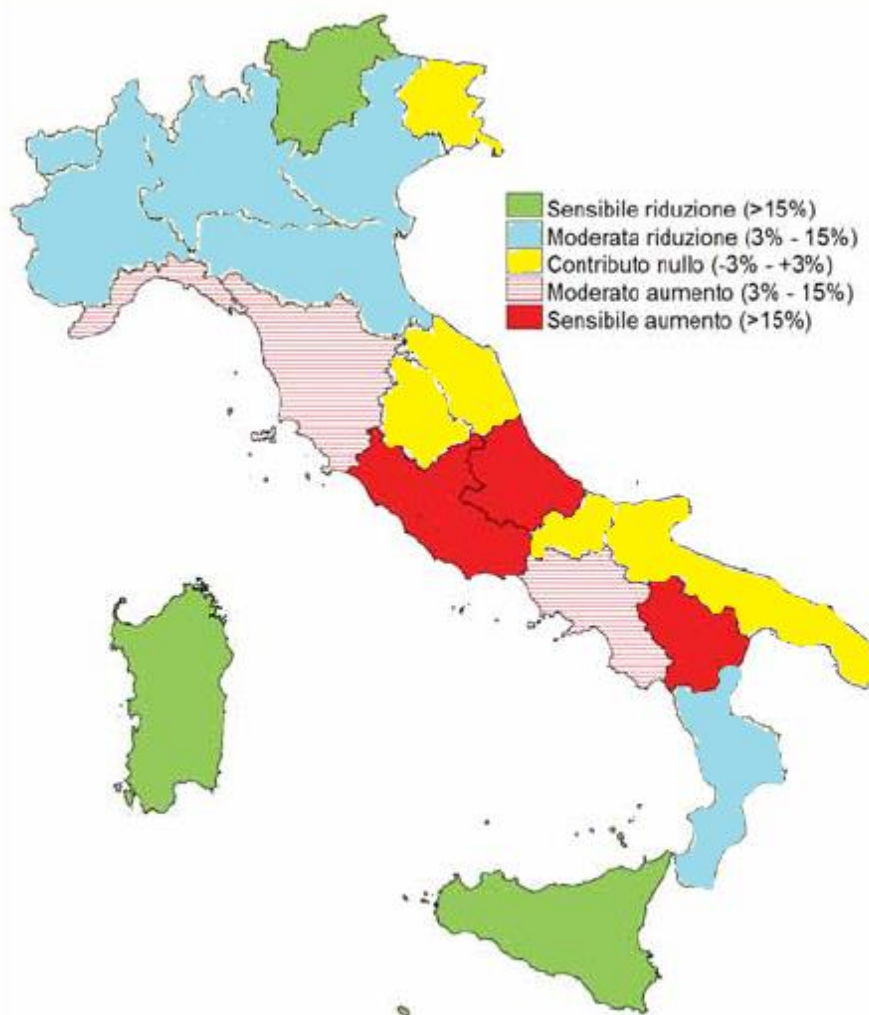 Sensibile riduzione (>15%)
Moderata riduzione (3% - 15%)
Contributo nullo (-3% - +3%)
Moderato aumento (3% - 15%)
Sensibile aumento (>15%)